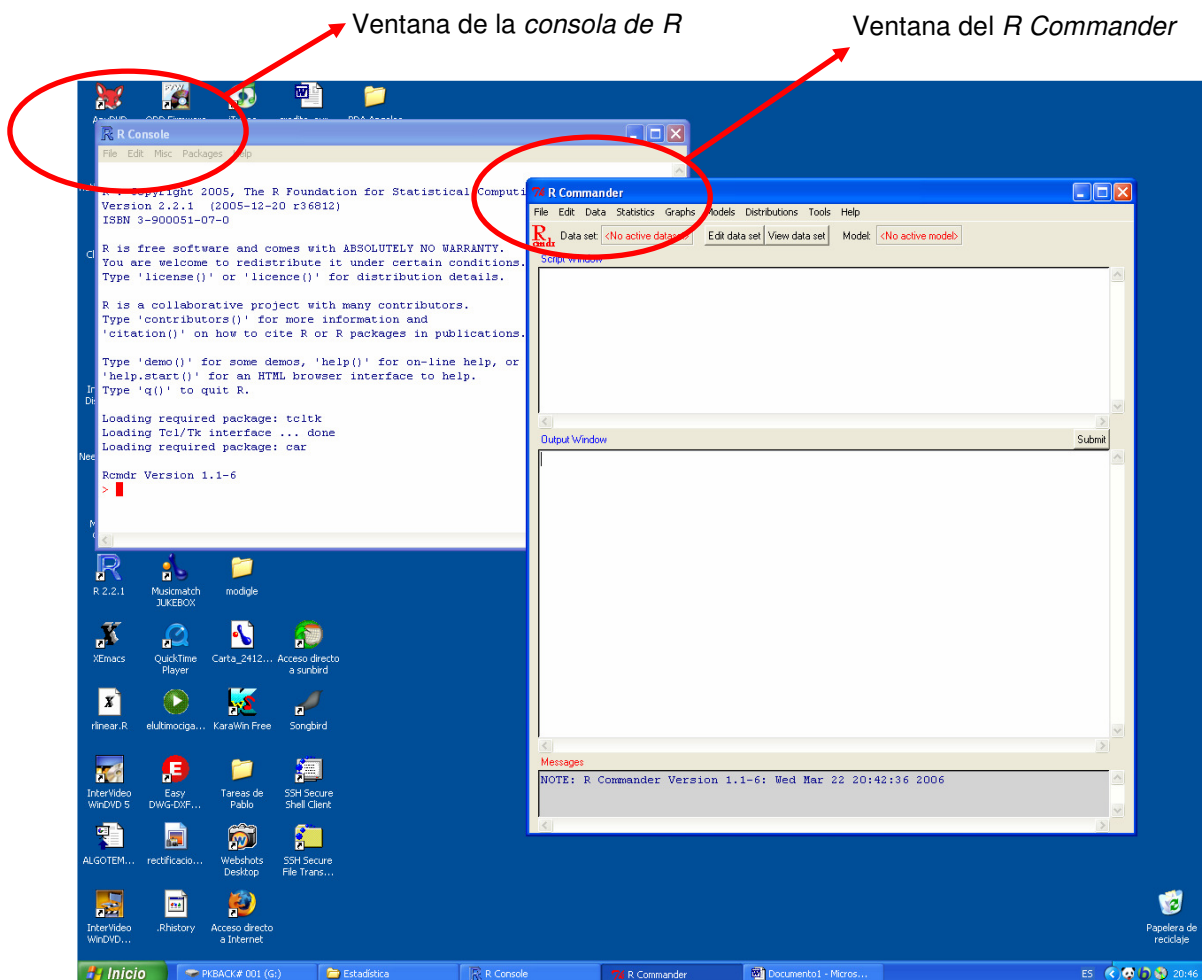 Ventana de la consola de R
Ventana del R Commander
R Console
File Edit Misc Packages Help
Copyright 2005, The R Foundation for Statistical Computi
Version 2.2.1 (2005-12-20 r36812)
ISBN 3-900051-07-0
R is free software and comes with ABSOLUTELY NO WARRANTY.
You are welcome to redistribute it under certain conditions.
Type 'license()' or 'licence()' for distribution details.
R is a collaborative project with many contributors.
Type 'contributors()' for more information and
'citation()' on how to cite R or R packages in publications.
Type 'demo()' for some demos, 'help()' for on-line help, or
'help.start()' for an HTML browser interface to help.
Type 'q()' to quit R.
Loading required package: tcltk
Loading Tcl/Tk interface ... done
Loading required package: car
Rcmdr Version 1.1-6
>
R Commander
File Edit Data Statistics Graphs Models Distributions Tools Help
R cmdr Data set: <No active dataset> Edit data set View data set Model: <No active model>
Script Window
Output Window Submit
Messages
NOTE: R Commander Version 1.1-6: Wed Mar 22 20:42:36 2006
R 2.2.1
Musicmatch JUKEBOX
modigle
XEmacs
QuickTime Player
Carta_2412...
Acceso directo a sunbird
rlinear.R
elultimociga...
KaraWin Free
Songbird
InterVideo WinDVD 5
Easy DWG-DXF...
Tareas de Pablo
SSH Secure Shell Client
ALGOTEM...
rectificacio...
Webshots Desktop
SSH Secure File Trans...
InterVideo WinDVD...
.Rhistory
Acceso directo a Internet
Papelera de reciclaje
Inicio PKBACK# 001 (G:) Estadística R Console R Commander Documento1 - Micros... ES 20:46